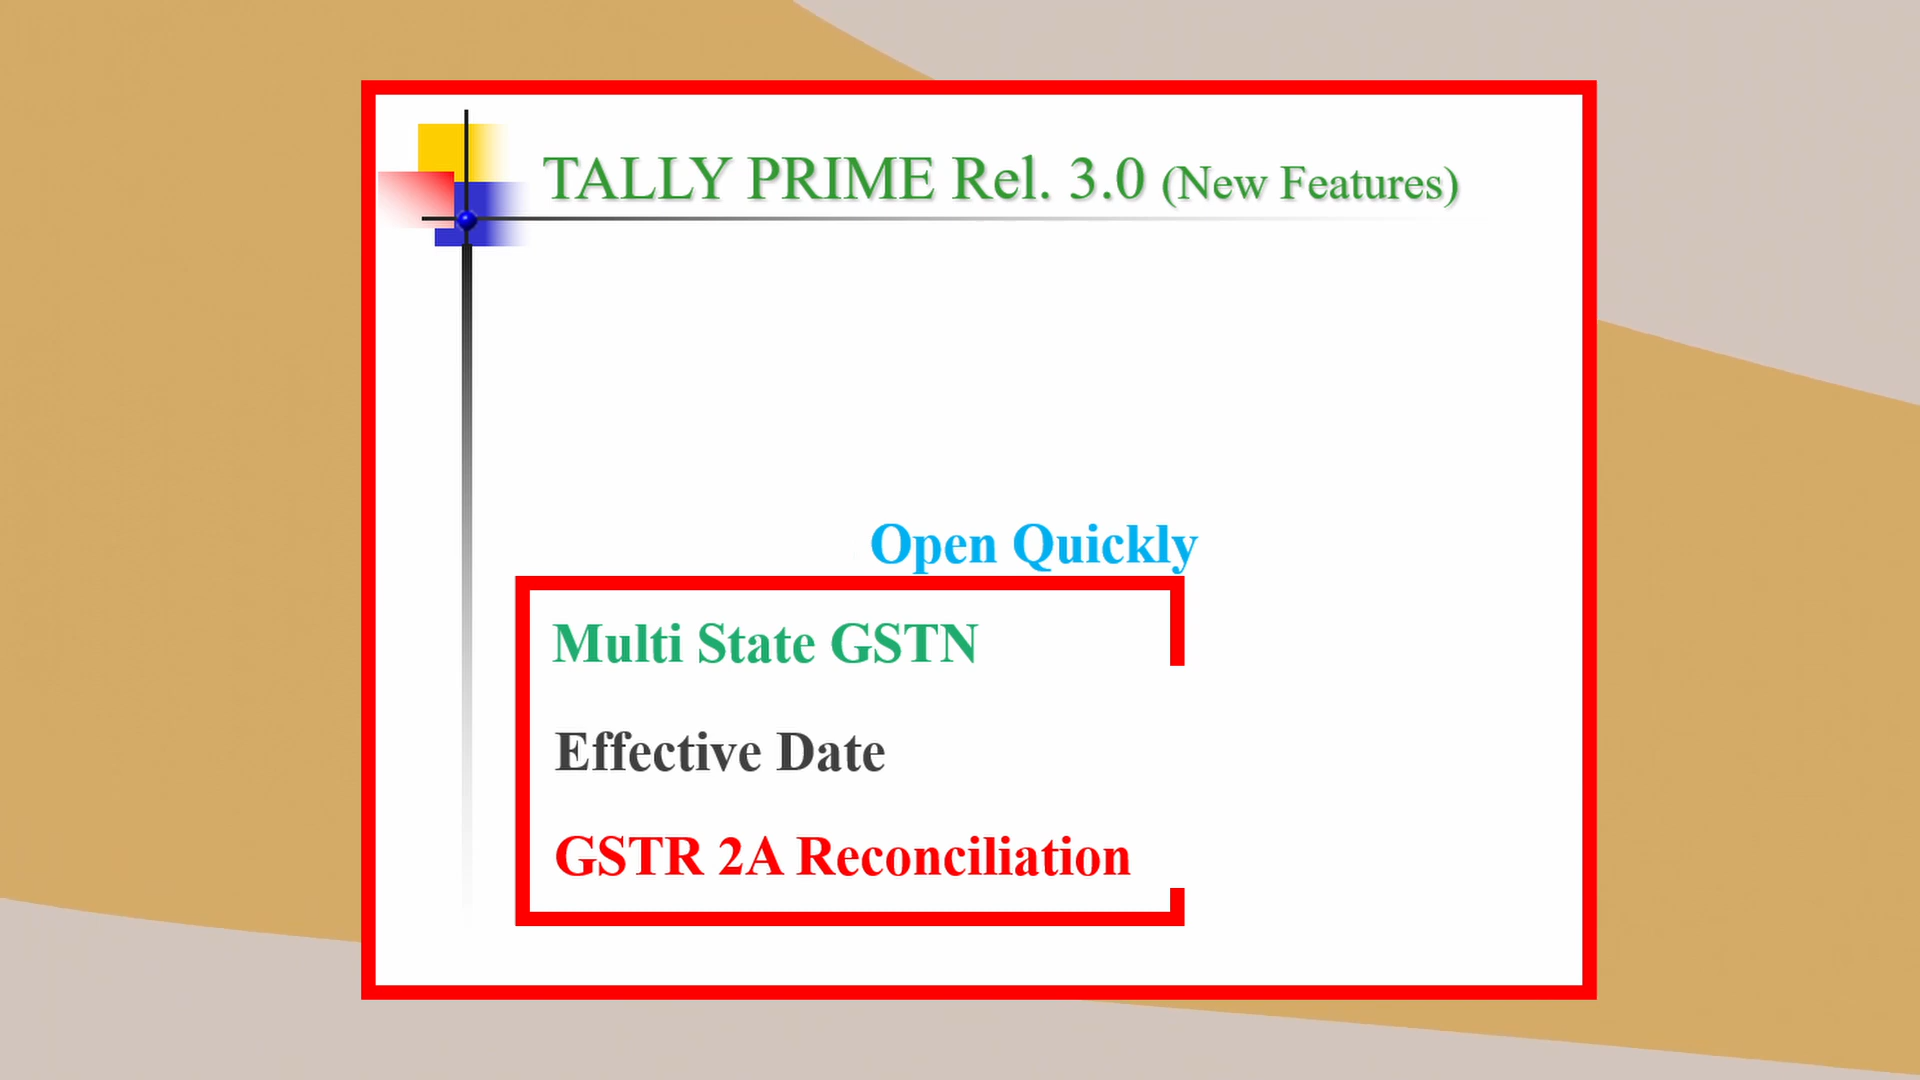 TALLY PRIME Rel. 3.0 (New Features)
Open Quickly
Multi State GSTN
Effective Date
GSTR 2A Reconciliation